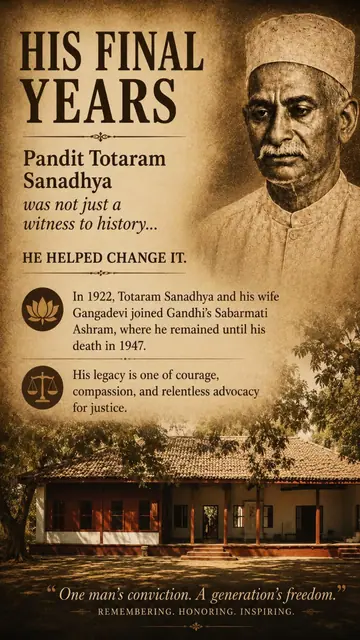 HIS FINAL
YEARS
Pandit Totaram
Sanadhya
was not just a
witness to history...
HE HELPED CHANGE IT.
In 1922, Totaram Sanadhya and his wife
Gangadevi joined Gandhi's Sabarmati
Ashram, where he remained until his
death in 1947.
His legacy is one of courage,
compassion, and relentless advocacy
for justice.
“One man's conviction. A generation's freedom.”
REMEMBERING. HONORING. INSPIRING.